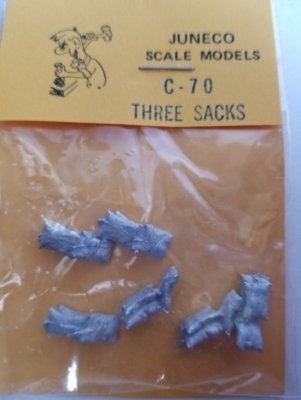 JUNECO
SCALE MODELS
C-70
THREE SACKS